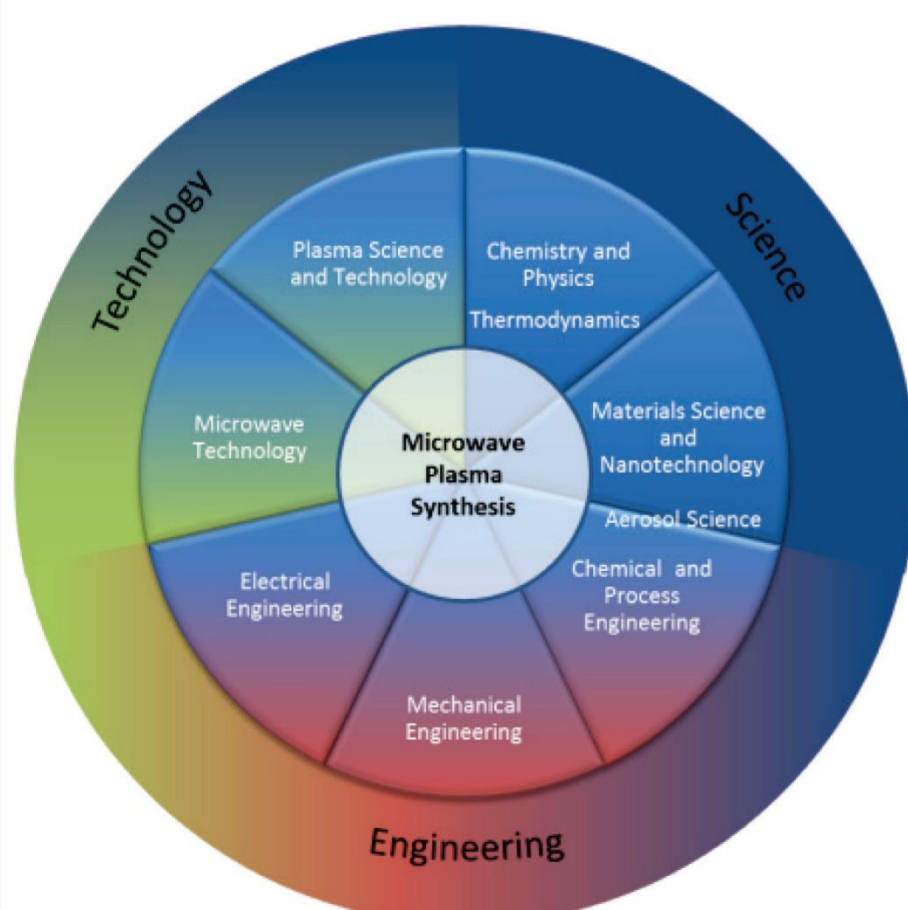 Technology
Science
Plasma Science
and Technology
Chemistry and
Physics
Thermodynamics
Microwave
Technology
Microwave
Plasma
Synthesis
Materials Science
and
Nanotechnology
Aerosol Science
Electrical
Engineering
Chemical and
Process
Engineering
Mechanical
Engineering
Engineering